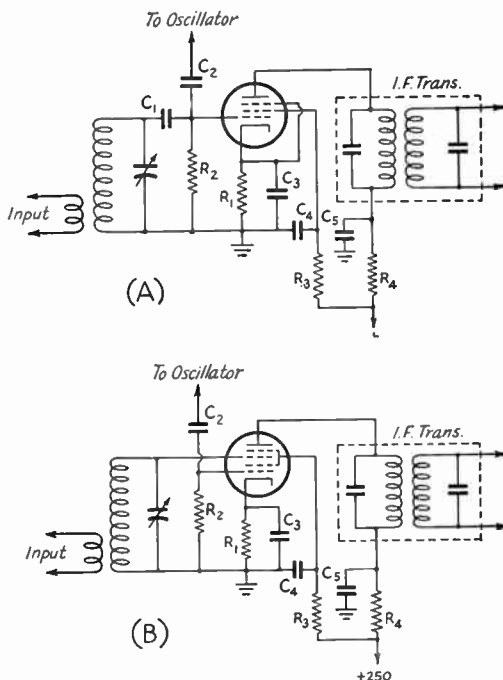 To Oscillator
C2
C1
I.F. Trans.
R2
C3
R1
Input
C4
C5
R3
R4
(A)
To Oscillator
C2
I.F. Trans.
R2
C3
Input
R1
C4
C5
R3
R4
(B)
+250